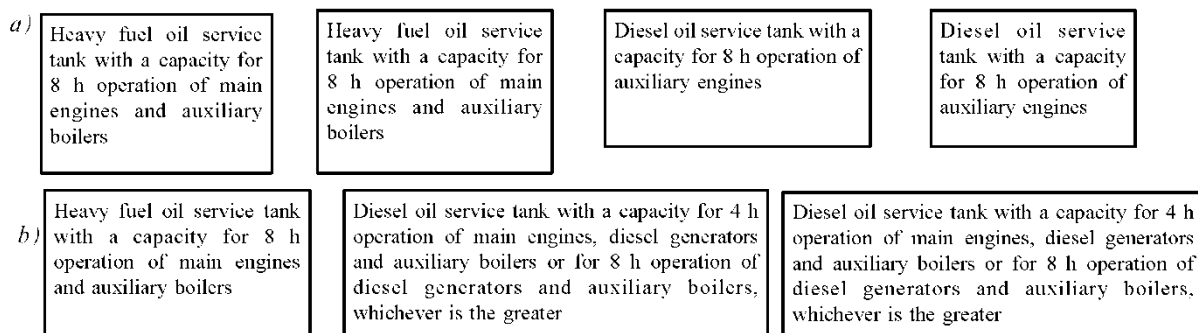 a)
Heavy fuel oil service
tank with a capacity for
8 h operation of main
engines and auxiliary
boilers
Heavy fuel oil service
tank with a capacity for
8 h operation of main
engines and auxiliary
boilers
Diesel oil service tank with a
capacity for 8 h operation of
auxiliary engines
Diesel oil service
tank with a capacity
for 8 h operation of
auxiliary engines
b)
Heavy fuel oil service tank
with a capacity for 8 h
operation of main engines
and auxiliary boilers
Diesel oil service tank with a capacity for 4 h
operation of main engines, diesel generators
and auxiliary boilers or for 8 h operation of
diesel generators and auxiliary boilers,
whichever is the greater
Diesel oil service tank with a capacity for 4 h
operation of main engines, diesel generators
and auxiliary boilers or for 8 h operation of
diesel generators and auxiliary boilers,
whichever is the greater